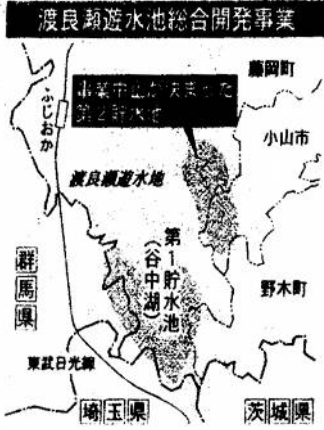 渡良瀬遊水池総合開発事業
藤岡町
事業中止が決まった
第2貯水池
ふじおか
小山市
渡良瀬遊水地
第1貯水池
(谷中湖)
群馬県
野木町
東武日光線
埼玉県
茨城県